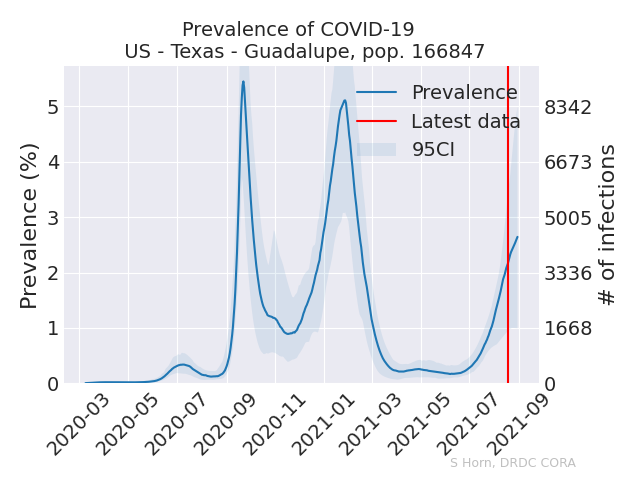 Prevalence of COVID-19
US - Texas - Guadalupe, pop. 166847
Prevalence
Latest data
95CI
Prevalence (%)
5
4
3
2
1
0
8342
6673
5005
3336
1668
0
# of infections
2020-03
2020-05
2020-07
2020-09
2020-11
2021-01
2021-03
2021-05
2021-07
2021-09
S Horn, DRDC CORA